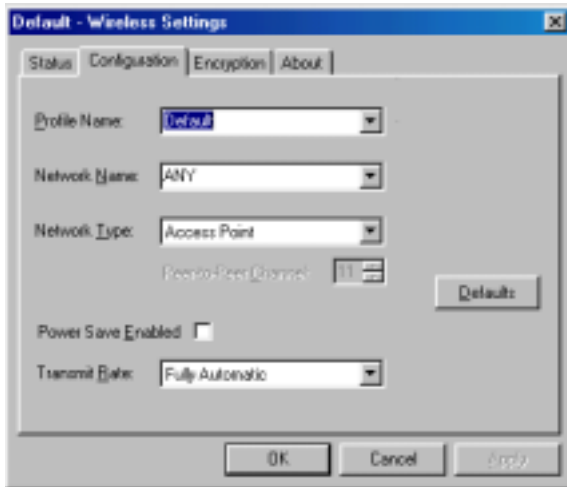 Default - Wireless Settings
Status Configuration Encryption About
Profile Name: Default
Network Name: ANY
Network Type: Access Point
Peer-to-Peer Channel: 11
Defaults
Power Save Enabled
Transmit Rate: Fully Automatic
OK Cancel Apply